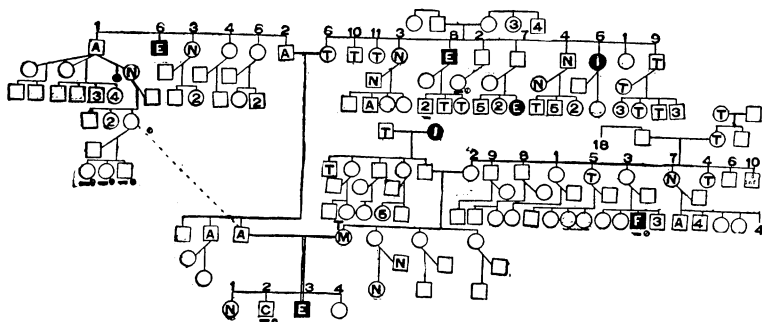 1 6 3 4 6 2 6 10 11 3 8 2 7 4 6 1 9
3 4
A E N A T T T N E N I T
N N N T
3 4 A 2 T T 5 2 E T 5 2 3 T T 3
2 2 2
T I T T
18
2 9 8 1 5 3 7 4 6 10
T T N T
5 F 3 A 4 4
A A M
N N
1 2 3 4
N C E